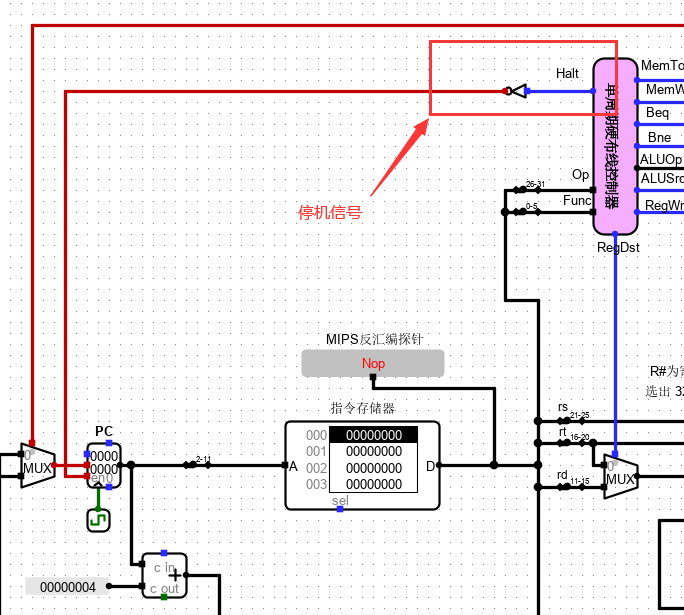 Halt
MemTo
MemW
Beq
Bne
ALUOp
ALUSrc
RegWr
单周期硬布线控制器
Op
26-31
Func
0-5
RegDst
停机信号
MIPS反汇编探针
Nop
R#为
选出 32
指令存储器
000 00000000
001 00000000
002 00000000
003 00000000
A
D
sel
PC
0000
0000
en
0
0
MUX
2-11
rs
21-25
rt
16-20
rd
11-15
0
MUX
c in
+
c out
00000004